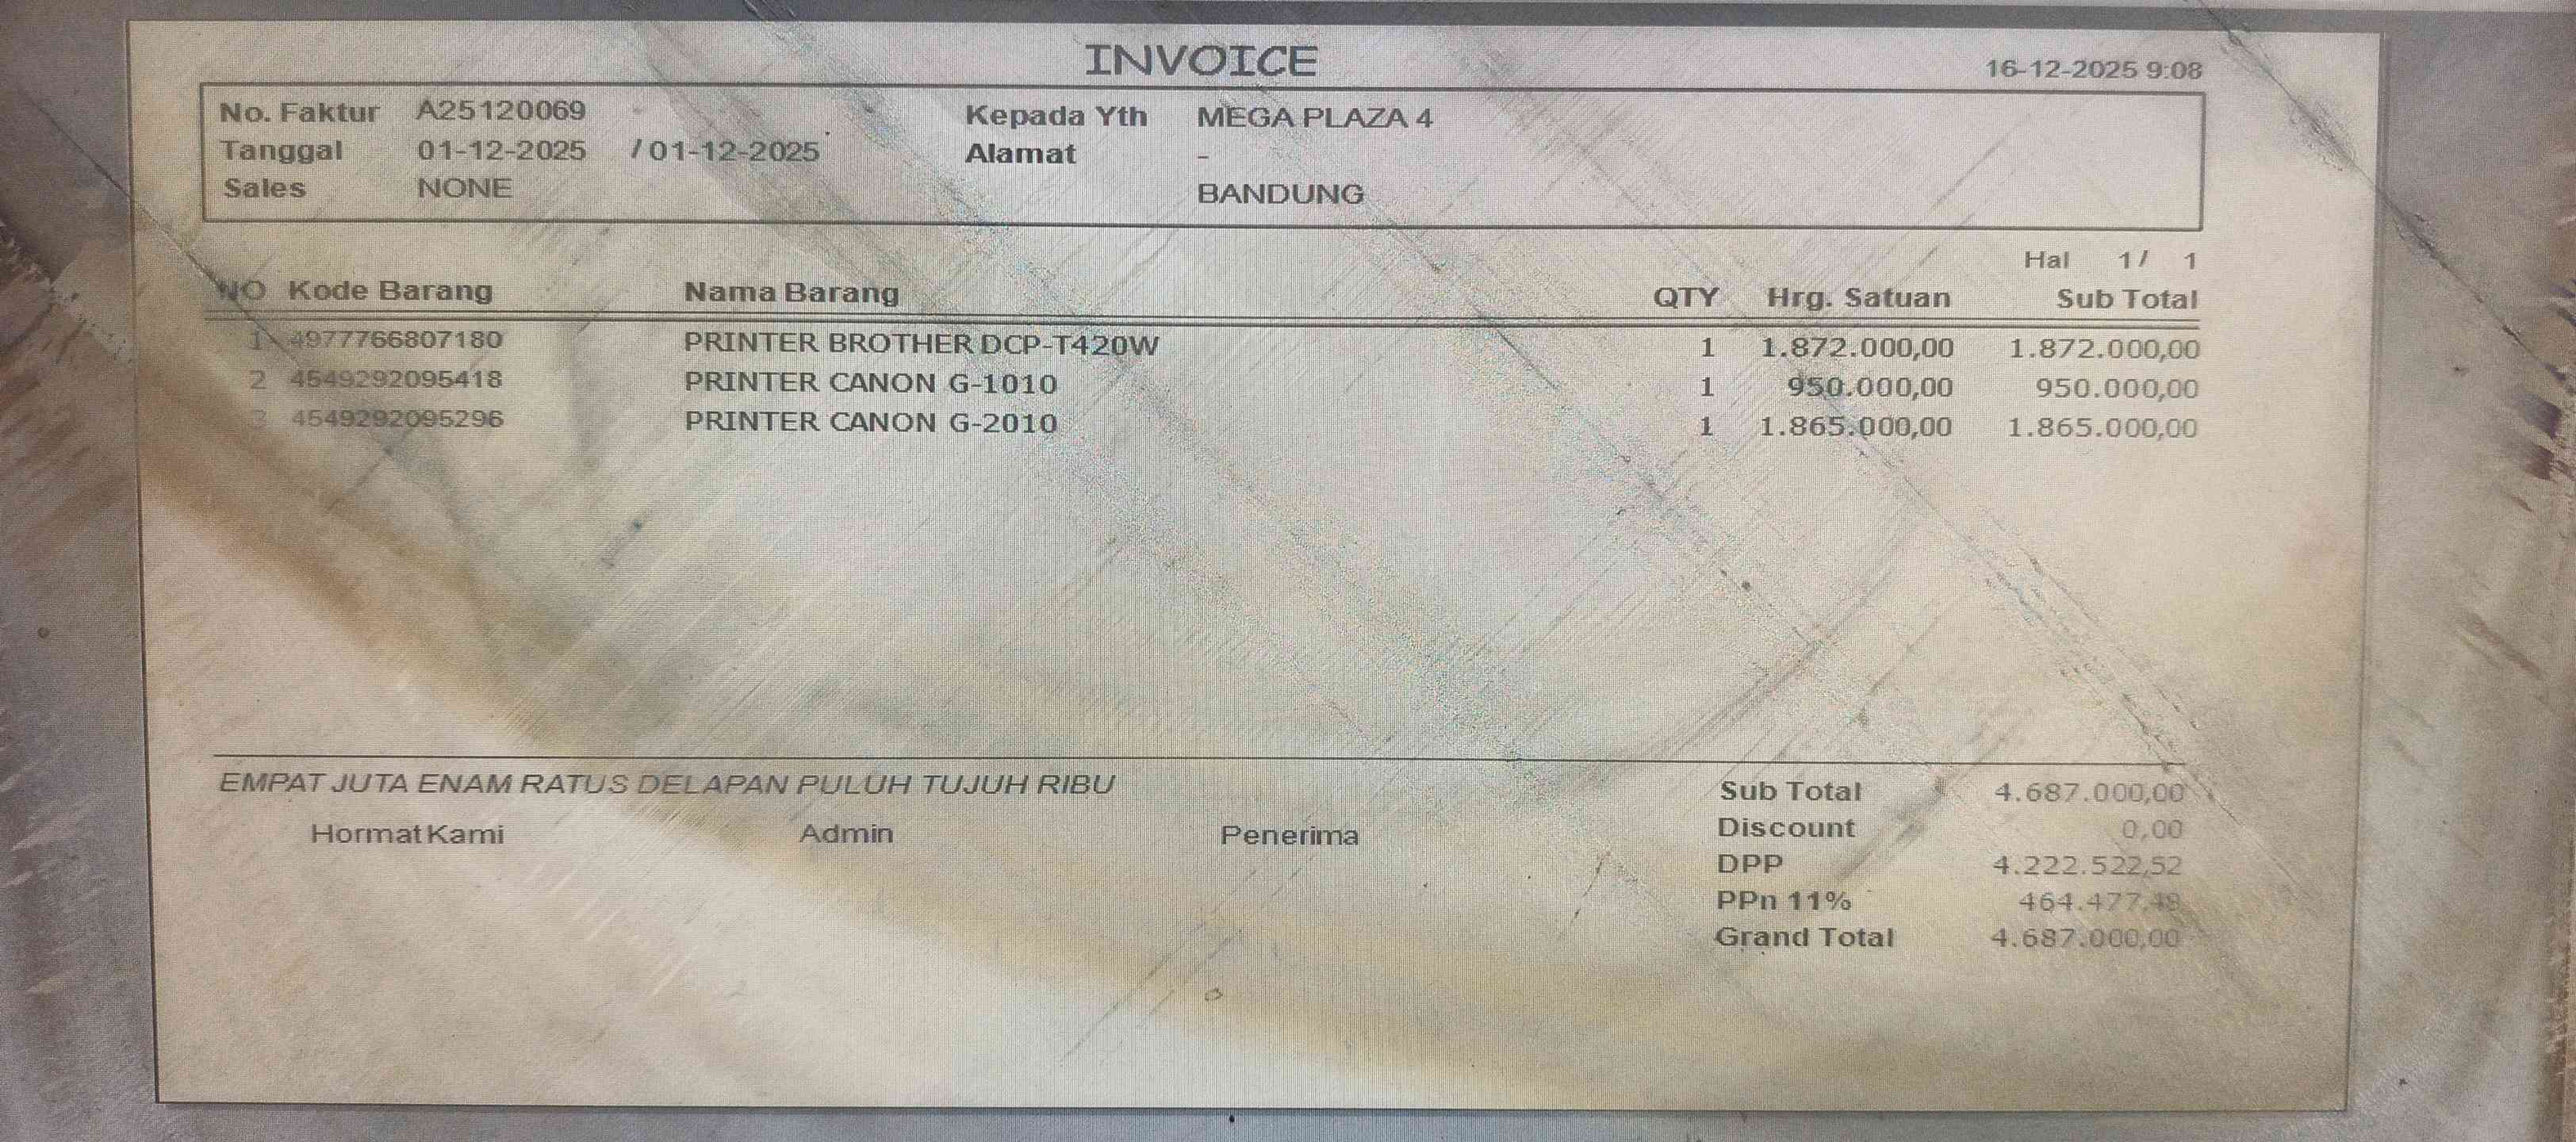 INVOICE
16-12-2025 9:08
No. Faktur A25120069
Tanggal 01-12-2025 / 01-12-2025
Sales NONE
Kepada Yth MEGA PLAZA 4
Alamat -
BANDUNG
Hal 1 / 1
NO Kode Barang Nama Barang QTY Hrg. Satuan Sub Total
1 4977766807180 PRINTER BROTHER DCP-T420W 1 1.872.000,00 1.872.000,00
2 4549292095418 PRINTER CANON G-1010 1 950.000,00 950.000,00
3 4549292095296 PRINTER CANON G-2010 1 1.865.000,00 1.865.000,00
EMPAT JUTA ENAM RATUS DELAPAN PULUH TUJUH RIBU
Hormat Kami Admin Penerima
Sub Total 4.687.000,00
Discount 0,00
DPP 4.222.522,52
PPn 11% 464.477,48
Grand Total 4.687.000,00